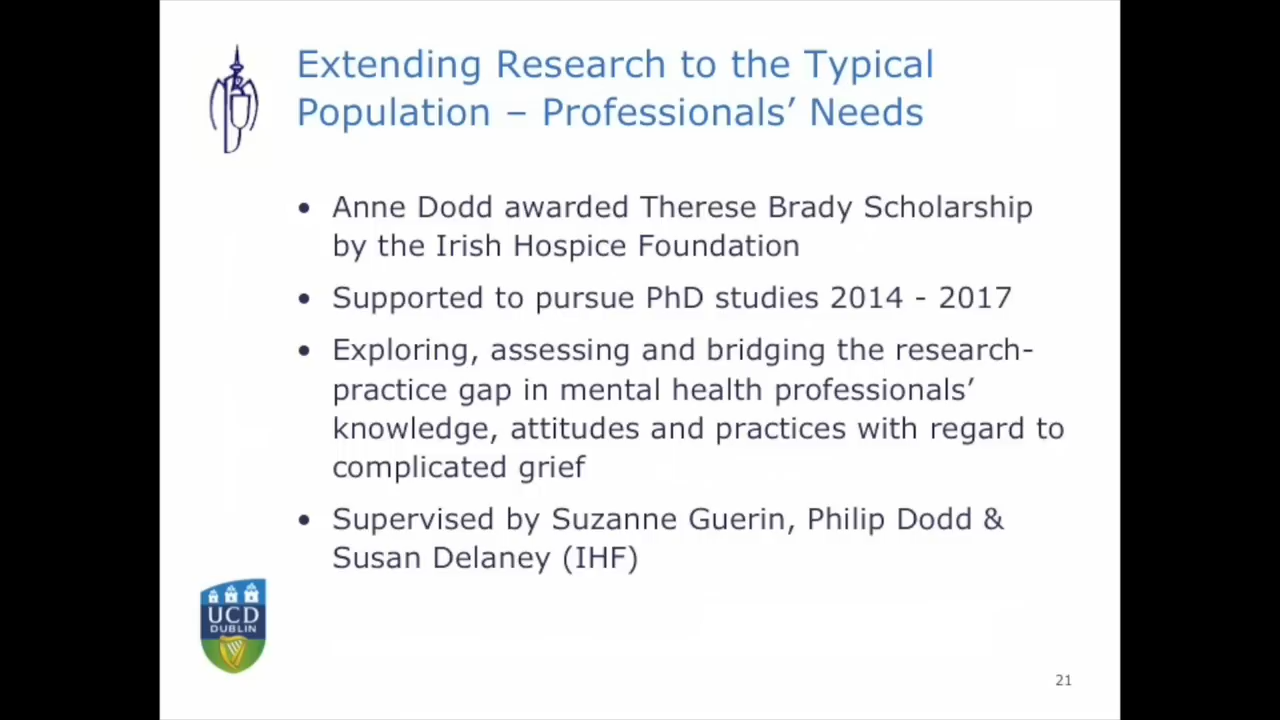 Extending Research to the Typical
Population – Professionals’ Needs
• Anne Dodd awarded Therese Brady Scholarship
by the Irish Hospice Foundation
• Supported to pursue PhD studies 2014 - 2017
• Exploring, assessing and bridging the research-
practice gap in mental health professionals’
knowledge, attitudes and practices with regard to
complicated grief
• Supervised by Suzanne Guerin, Philip Dodd &
Susan Delaney (IHF)
UCD
DUBLIN
21